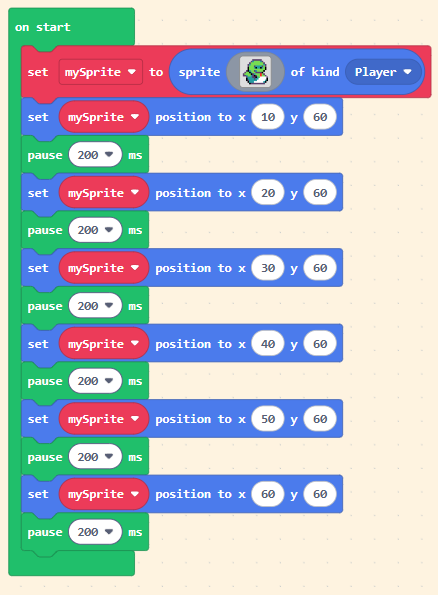 on start
set mySprite to sprite of kind Player
set mySprite position to x 10 y 60
pause 200 ms
set mySprite position to x 20 y 60
pause 200 ms
set mySprite position to x 30 y 60
pause 200 ms
set mySprite position to x 40 y 60
pause 200 ms
set mySprite position to x 50 y 60
pause 200 ms
set mySprite position to x 60 y 60
pause 200 ms